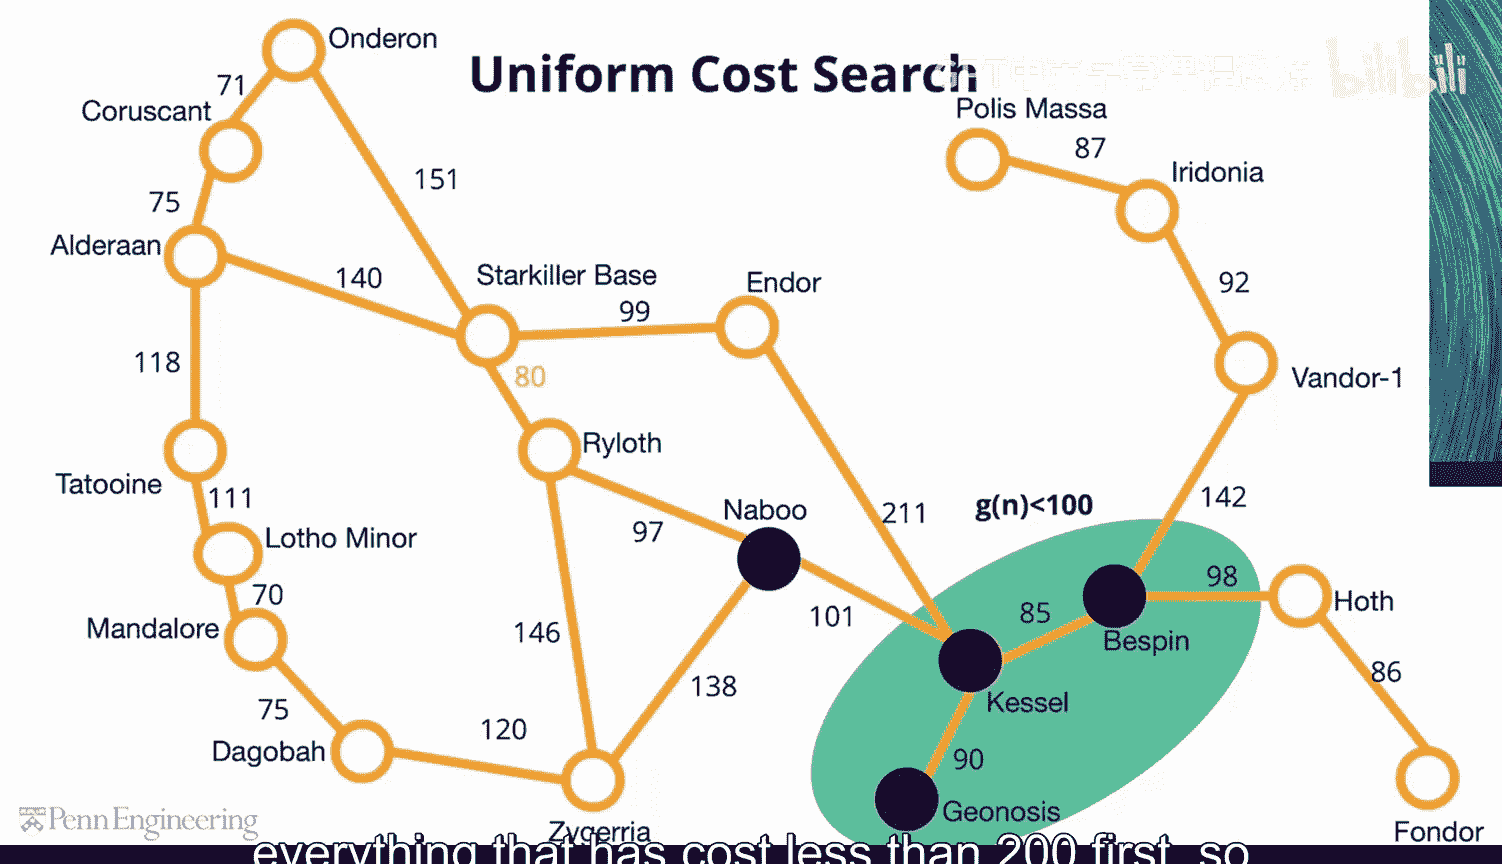 Onderon
Uniform Cost Search
bilibili
71
Coruscant
Polis Massa
87
Iridonia
151
75
Alderaan
140
Starkiller Base
99
Endor
92
118
80
Vandor-1
Ryloth
Tatooine
111
Naboo
211
g(n)<100
142
Lotho Minor
97
98
70
Hoth
Mandalore
146
101
85
Bespin
138
Kessel
86
75
120
Dagobah
90
Geonosis
Penn Engineering
Zygerria
Fondor
everything that has cost less than 200 first, so